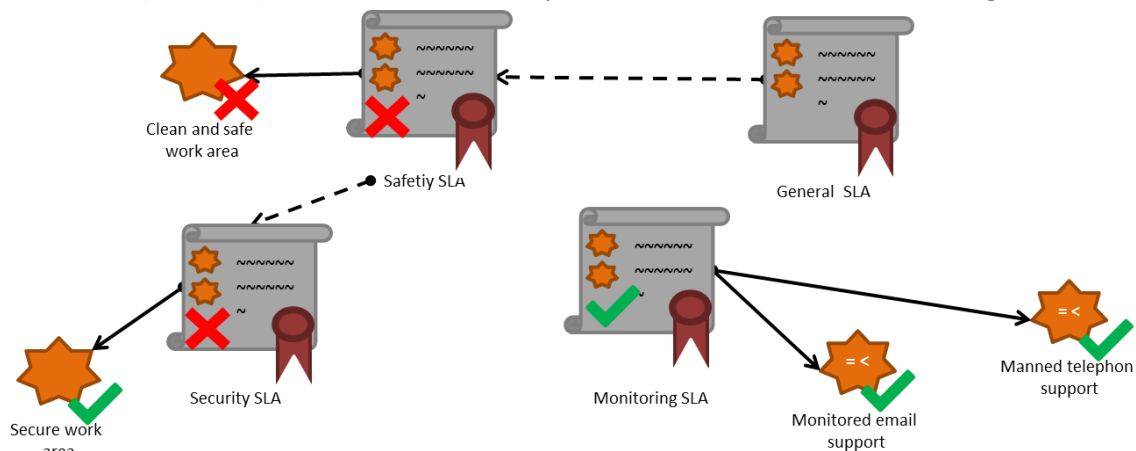 Clean and safe
work area
Safetiy SLA
General SLA
Security SLA
Secure work
Monitoring SLA
= <
Monitored email
support
= <
Manned telephon
support